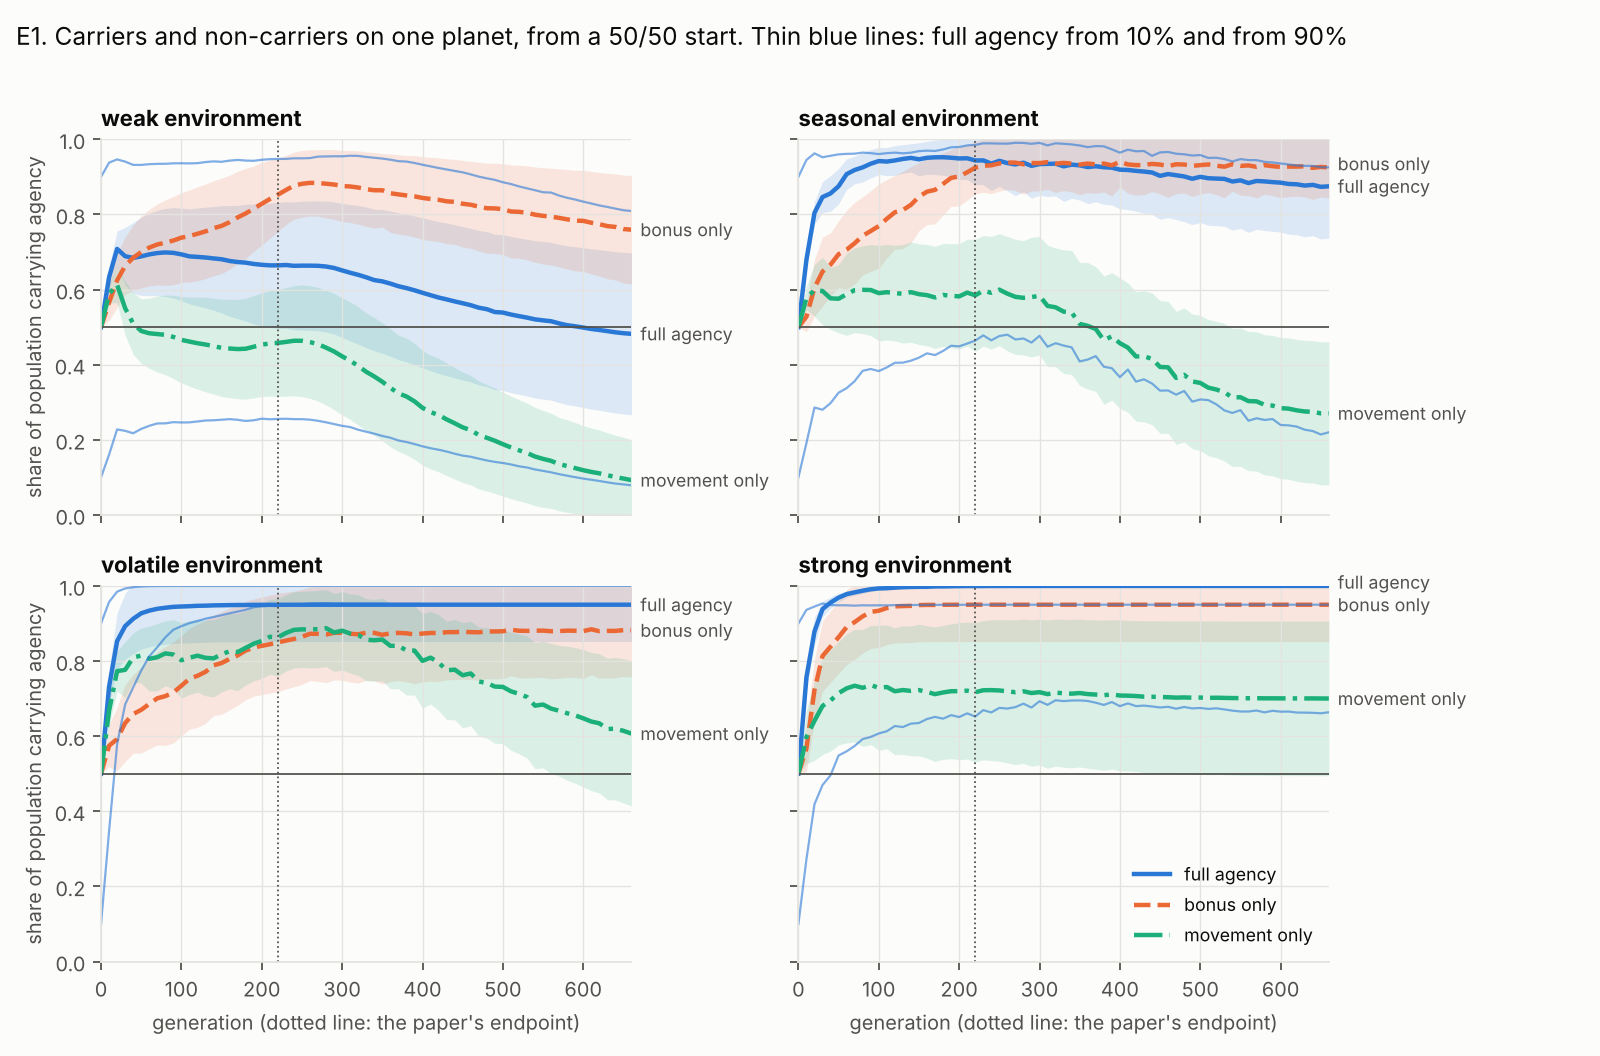 E1. Carriers and non-carriers on one planet, from a 50/50 start. Thin blue lines: full agency from 10% and from 90%
weak environment
share of population carrying agency
1.0
0.8
0.6
0.4
0.2
0.0
bonus only
full agency
movement only
seasonal environment
bonus only
full agency
movement only
volatile environment
share of population carrying agency
1.0
0.8
0.6
0.4
0.2
0.0
full agency
bonus only
movement only
0 100 200 300 400 500 600
generation (dotted line: the paper's endpoint)
strong environment
full agency
bonus only
movement only
full agency
bonus only
movement only
0 100 200 300 400 500 600
generation (dotted line: the paper's endpoint)